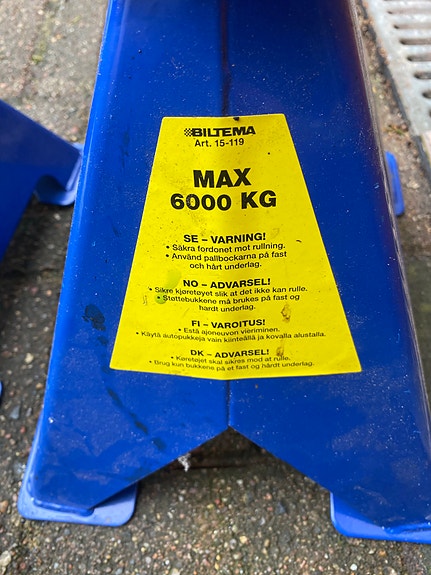 BILTEMA
Art. 15-119
MAX
6000 KG
SE – VARNING!
• Säkra fordonet mot rullning.
• Använd pallbockarna på fast
och hårt underlag.
NO – ADVARSEL!
• Sikre kjøretøyet slik at det ikke kan rulle.
• Støttebukkene må brukes på fast og
hardt underlag.
FI – VAROITUS!
• Estä ajoneuvon vieriminen.
• Käytä autopukkeja vain kiinteällä ja kovalla alustalla.
DK – ADVARSEL!
• Køretøjet skal sikres mod at rulle.
• Brug kun bukkene på et fast og hårdt underlag.